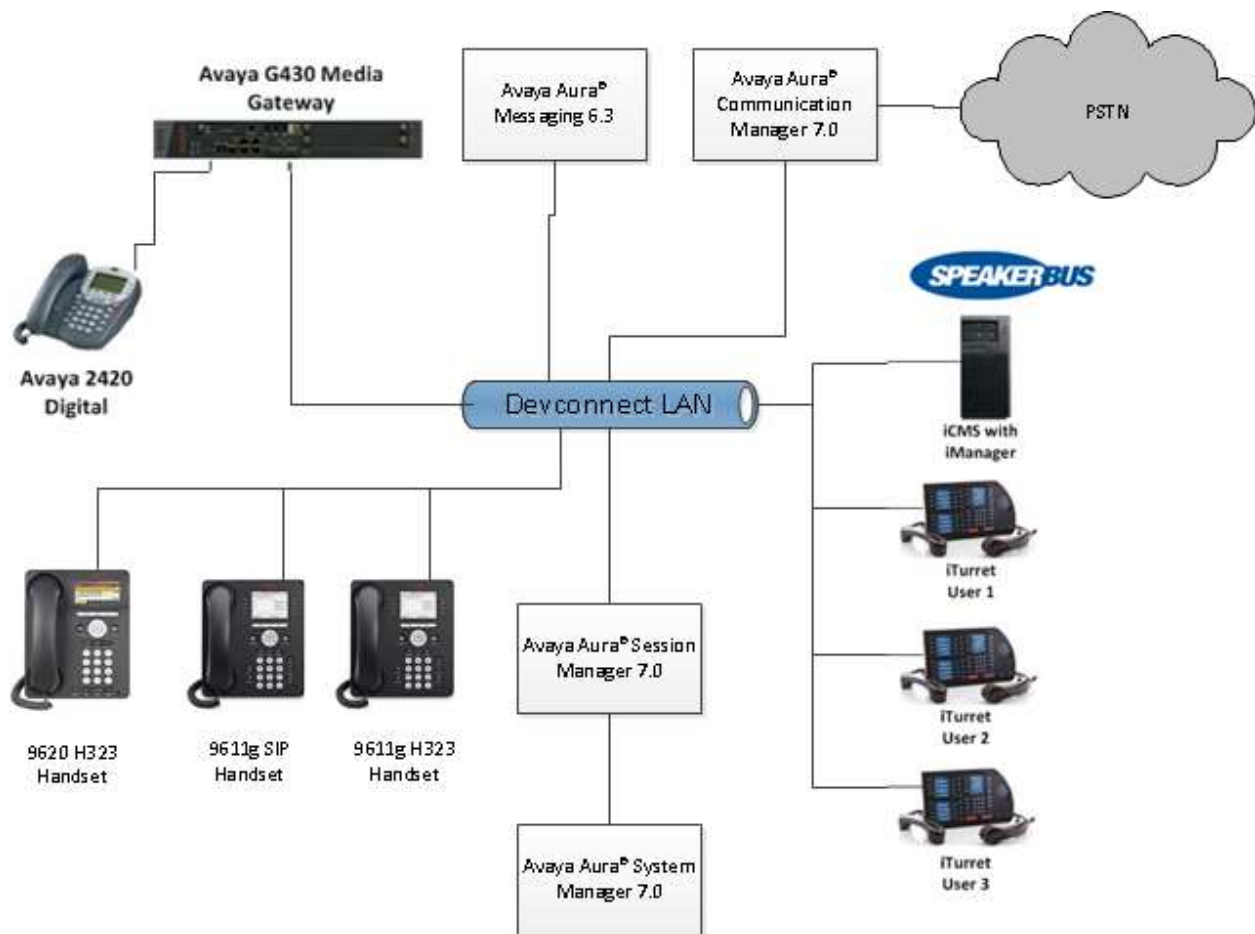 Avaya G430 Media
Gateway
Avaya Aura®
Messaging 6.3
Avaya Aura®
Communication
Manager 7.0
PSTN
Avaya 2420
Digital
SPEAKERBUS
iCMS with
iManager
Devconnect LAN
iTurret
User 1
iTurret
User 2
iTurret
User 3
9620 H323
Handset
9611g SIP
Handset
9611g H323
Handset
Avaya Aura® Session
Manager 7.0
Avaya Aura® System
Manager 7.0